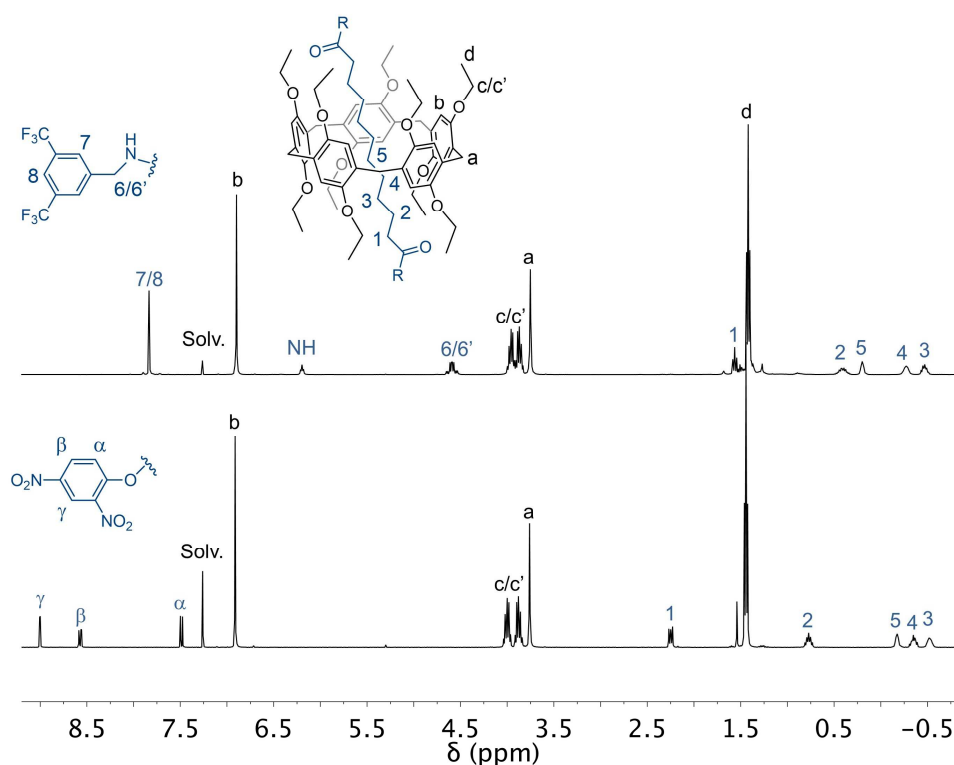 R
O
d
c/c'
O
O
O
O
b
O
a
5
O
O
4
O
O
3
2
O
1
O
R
F₃C
7
H
N
8
6/6'
CF₃
b
d
7/8
Solv.
NH
6/6'
c/c'
a
1
2
5
4
3
β
α
O
O₂N
NO₂
γ
b
Solv.
a
c/c'
γ
β
α
1
2
5
4
3
8.5 7.5 6.5 5.5 4.5 3.5 2.5 1.5 0.5 −0.5
δ (ppm)